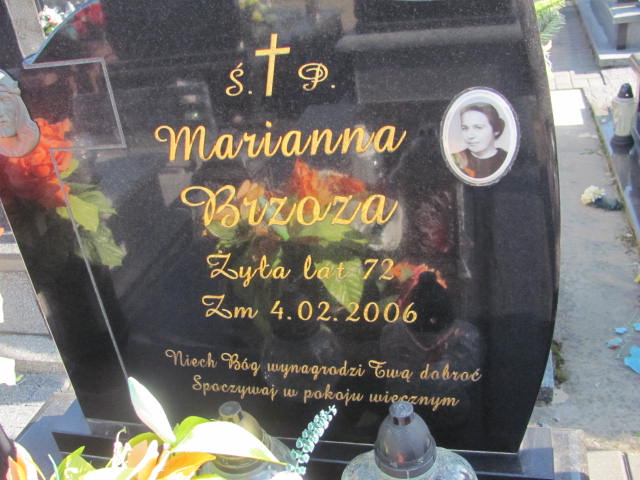 Ś. P.
Marianna
Brzoza
Żyła lat 72
Zm 4.02.2006
Niech Bóg wynagrodzi Twą dobroć
Spoczywaj w pokoju wiecznym